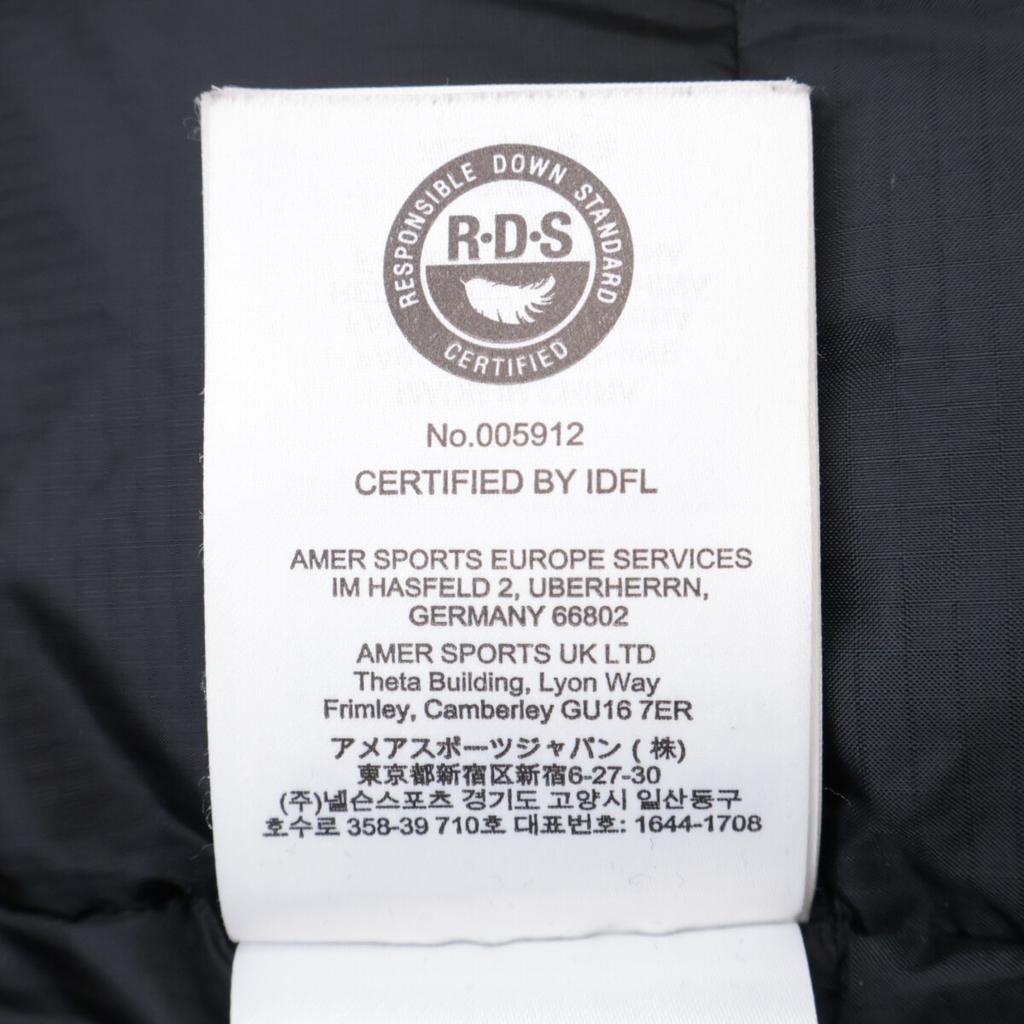 RESPONSIBLE DOWN STANDARD
R·D·S
CERTIFIED
No.005912
CERTIFIED BY IDFL
AMER SPORTS EUROPE SERVICES
IM HASFELD 2, UBERHERRN,
GERMANY 66802
AMER SPORTS UK LTD
Theta Building, Lyon Way
Frimley, Camberley GU16 7ER
アメアスポーツジャパン ( 株)
東京都新宿区新宿6-27-30
(주)넬슨스포츠 경기도 고양시 일산동구
호수로 358-39 710호 대표번호: 1644-1708